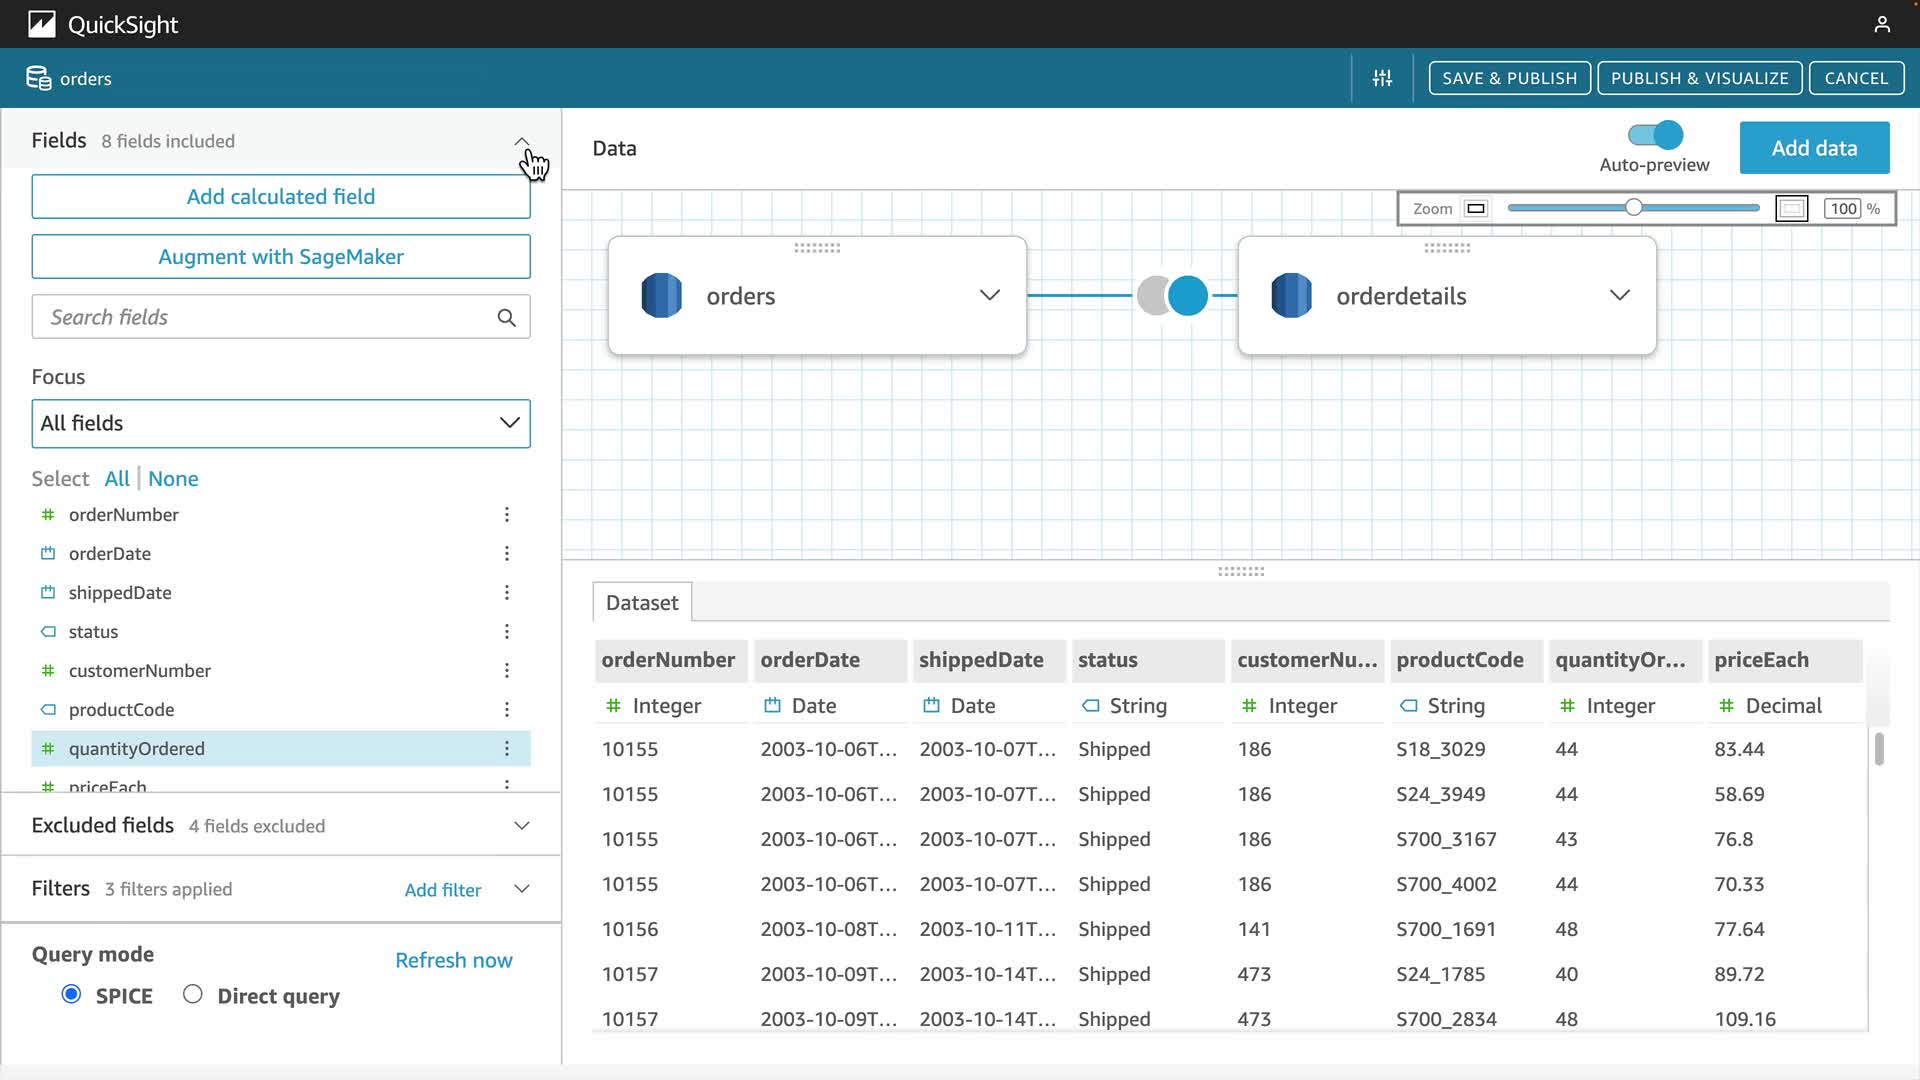 QuickSight
orders
SAVE & PUBLISH
PUBLISH & VISUALIZE
CANCEL
Fields 8 fields included
Add calculated field
Augment with SageMaker
Search fields
Focus
All fields
Select All | None
orderNumber
orderDate
shippedDate
status
customerNumber
productCode
quantityOrdered
priceEach
Excluded fields 4 fields excluded
Filters 3 filters applied Add filter
Query mode Refresh now
SPICE Direct query
Data
Auto-preview
Add data
Zoom 100 %
orders
orderdetails
Dataset
orderNumber orderDate shippedDate status customerNu... productCode quantityOr... priceEach
# Integer Date Date String # Integer String # Integer # Decimal
10155 2003-10-06T... 2003-10-07T... Shipped 186 S18_3029 44 83.44
10155 2003-10-06T... 2003-10-07T... Shipped 186 S24_3949 44 58.69
10155 2003-10-06T... 2003-10-07T... Shipped 186 S700_3167 43 76.8
10155 2003-10-06T... 2003-10-07T... Shipped 186 S700_4002 44 70.33
10156 2003-10-08T... 2003-10-11T... Shipped 141 S700_1691 48 77.64
10157 2003-10-09T... 2003-10-14T... Shipped 473 S24_1785 40 89.72
10157 2003-10-09T... 2003-10-14T... Shipped 473 S700_2834 48 109.16